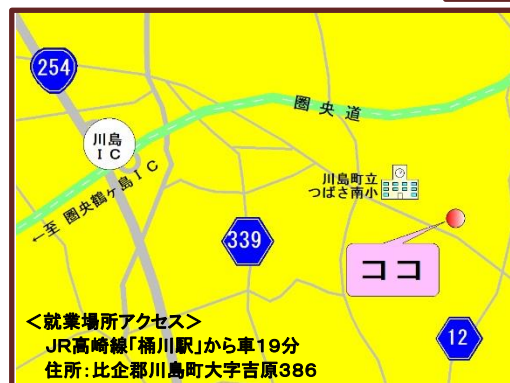 254
圏央道
川島
IC
川島町立
つばさ南小
←至 圏央鶴ヶ島IC
339
ココ
12
<就業場所アクセス>
JR高崎線「桶川駅」から車19分
住所:比企郡川島町大字吉原386